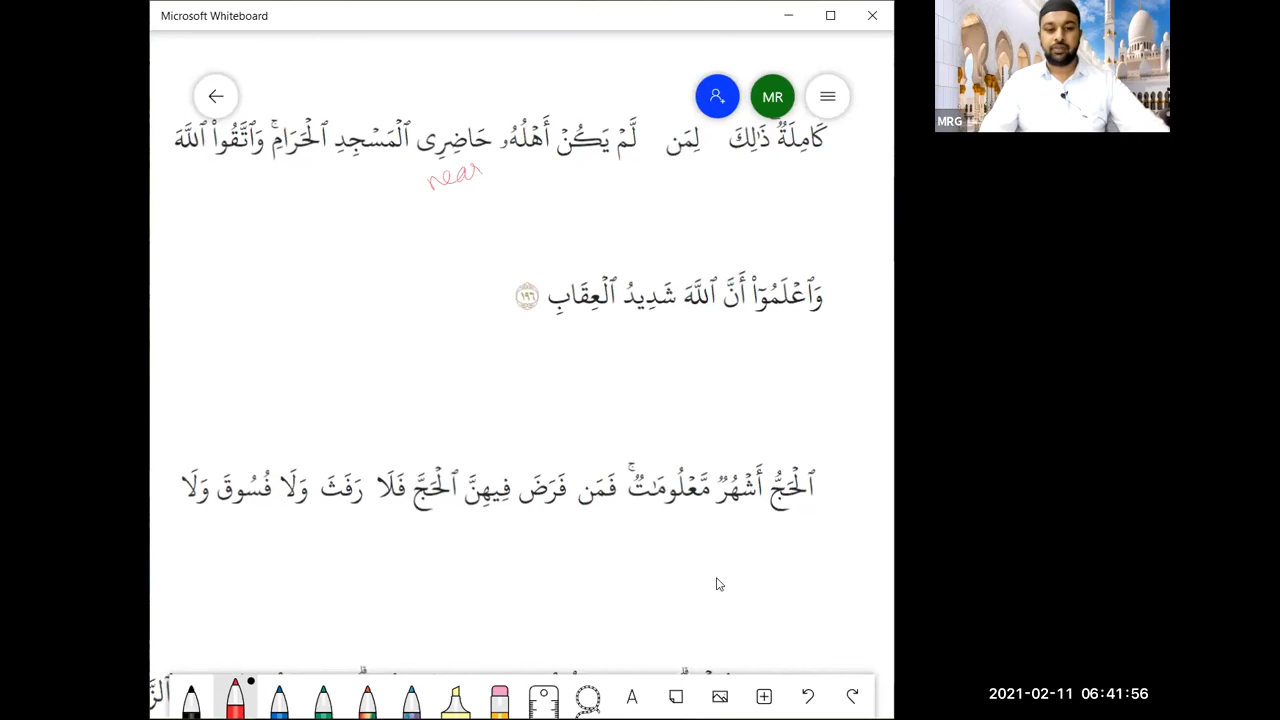 Microsoft Whiteboard
MR
كَامِلَةٌۗ ذَٰلِكَ لِمَن لَّمْ يَكُنْ أَهْلُهُۥ حَاضِرِى ٱلْمَسْجِدِ ٱلْحَرَامِۚ وَٱتَّقُوا۟ ٱللَّهَ
near
وَٱعْلَمُوٓا۟ أَنَّ ٱللَّهَ شَدِيدُ ٱلْعِقَابِ ١٩٦
ٱلْحَجُّ أَشْهُرٌ مَّعْلُومَـٰتٌۚ فَمَن فَرَضَ فِيهِنَّ ٱلْحَجَّ فَلَا رَفَثَ وَلَا فُسُوقَ وَلَا
A
MRG
2021-02-11 06:41:56